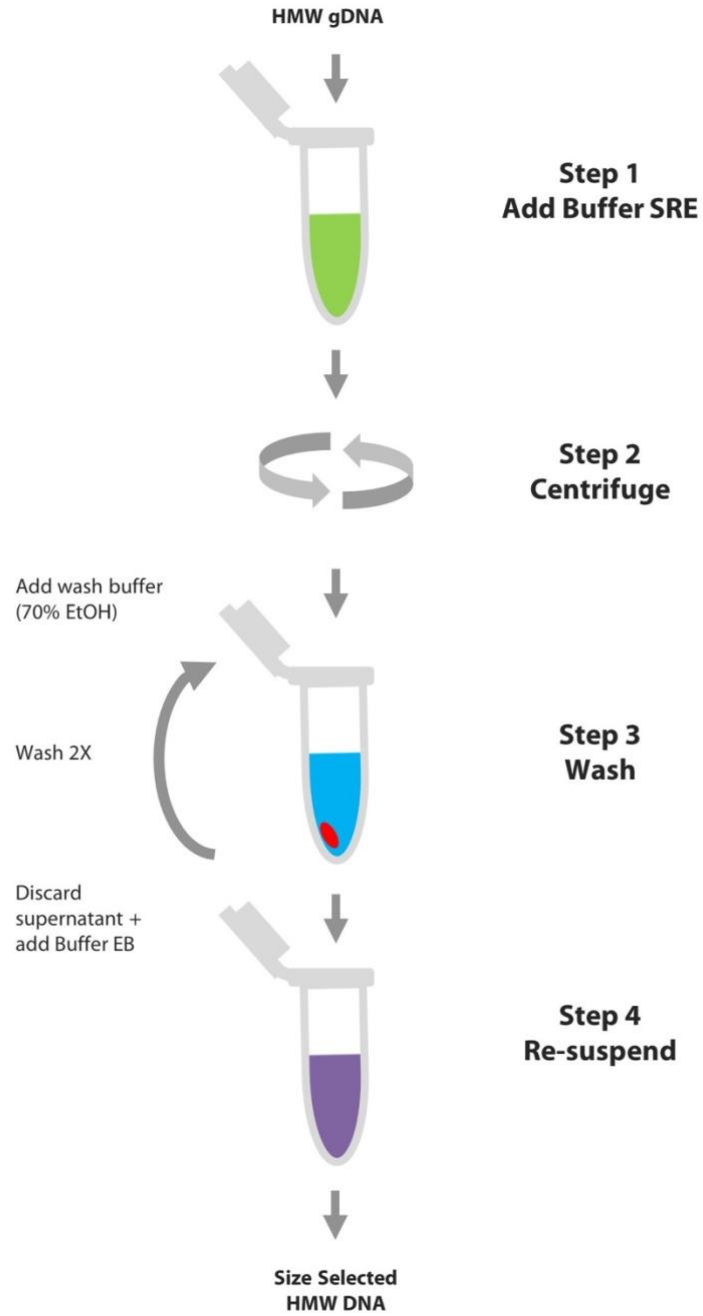 HMW gDNA
Step 1
Add Buffer SRE
Step 2
Centrifuge
Add wash buffer
(70% EtOH)
Wash 2X
Step 3
Wash
Discard
supernatant +
add Buffer EB
Step 4
Re-suspend
Size Selected
HMW DNA